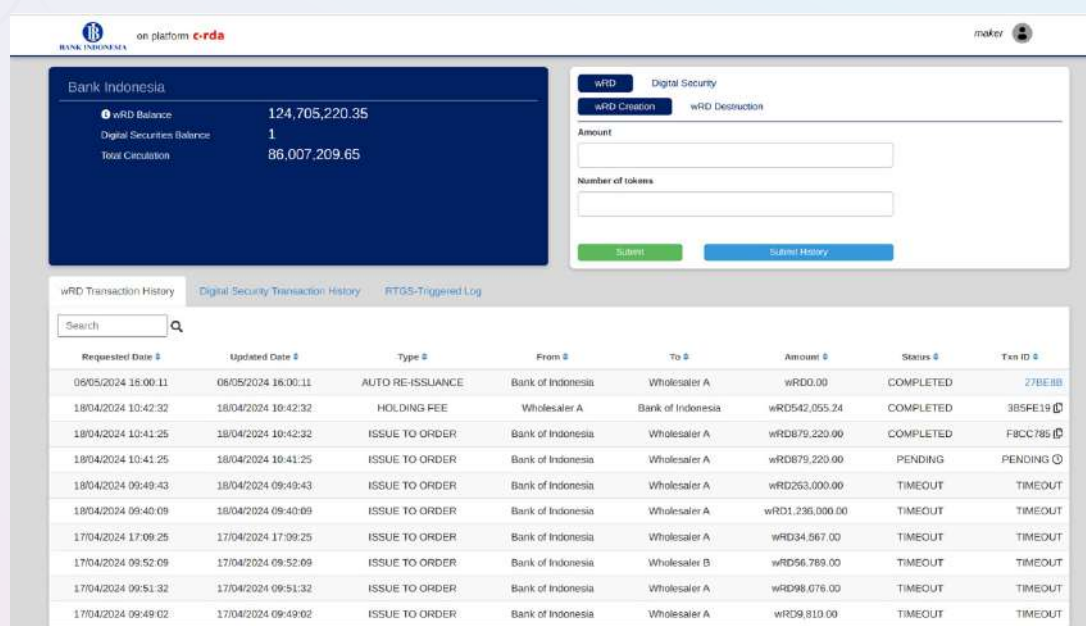 BANK INDONESIA
on platform c·rda
maker
Bank Indonesia
wRD Balance 124,705,220.35
Digital Securities Balance 1
Total Circulation 86,007,209.65
wRD Digital Security
wRD Creation wRD Destruction
Amount
Number of tokens
Submit Submit History
wRD Transaction History Digital Security Transaction History RTGS-Triggered Log
Search
Requested Date Updated Date Type From To Amount Status Txn ID
06/05/2024 16:00:11 06/05/2024 16:00:11 AUTO RE-ISSUANCE Bank of Indonesia Wholesaler A wRD0.00 COMPLETED 27BE8B
18/04/2024 10:42:32 18/04/2024 10:42:32 HOLDING FEE Wholesaler A Bank of Indonesia wRD542,055.24 COMPLETED 3B5FE19
18/04/2024 10:41:25 18/04/2024 10:42:32 ISSUE TO ORDER Bank of Indonesia Wholesaler A wRD879,220.00 COMPLETED F8CC785
18/04/2024 10:41:25 18/04/2024 10:41:25 ISSUE TO ORDER Bank of Indonesia Wholesaler A wRD879,220.00 PENDING PENDING
18/04/2024 09:49:43 18/04/2024 09:49:43 ISSUE TO ORDER Bank of Indonesia Wholesaler A wRD263,000.00 TIMEOUT TIMEOUT
18/04/2024 09:40:09 18/04/2024 09:40:09 ISSUE TO ORDER Bank of Indonesia Wholesaler A wRD1,236,000.00 TIMEOUT TIMEOUT
17/04/2024 17:09:25 17/04/2024 17:09:25 ISSUE TO ORDER Bank of Indonesia Wholesaler A wRD34,567.00 TIMEOUT TIMEOUT
17/04/2024 09:52:09 17/04/2024 09:52:09 ISSUE TO ORDER Bank of Indonesia Wholesaler B wRD56,789.00 TIMEOUT TIMEOUT
17/04/2024 09:51:32 17/04/2024 09:51:32 ISSUE TO ORDER Bank of Indonesia Wholesaler A wRD98,076.00 TIMEOUT TIMEOUT
17/04/2024 09:49:02 17/04/2024 09:49:02 ISSUE TO ORDER Bank of Indonesia Wholesaler A wRD9,810.00 TIMEOUT TIMEOUT